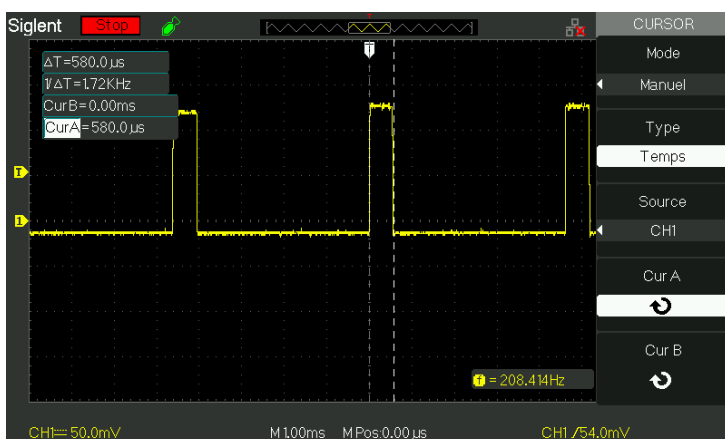 Siglent Stop T CURSOR
ΔT=580.0µs
1/ΔT=1.72KHz
CurB=0.00ms
CurA=580.0µs
T
1
Mode
Manuel
Type
Temps
Source
CH1
Cur A
Cur B
f = 208.414Hz
CH1 50.0mV M 1.00ms M Pos:0.00µs CH1 / 54.0mV